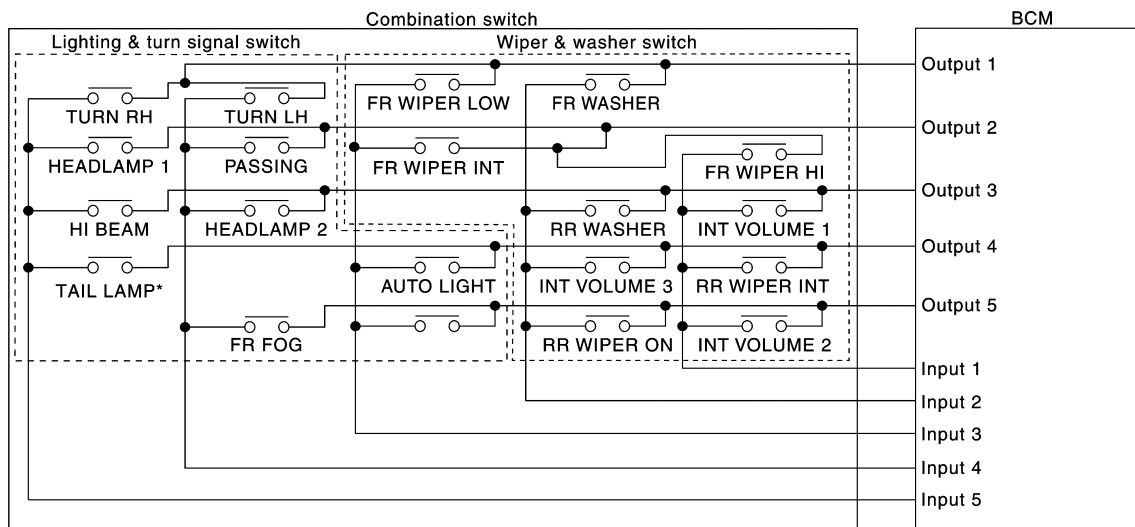 Combination switch
BCM
Lighting & turn signal switch
Wiper & washer switch
Output 1
TURN RH
TURN LH
FR WIPER LOW
FR WASHER
Output 2
HEADLAMP 1
PASSING
FR WIPER INT
FR WIPER HI
Output 3
HI BEAM
HEADLAMP 2
RR WASHER
INT VOLUME 1
Output 4
TAIL LAMP*
AUTO LIGHT
INT VOLUME 3
RR WIPER INT
Output 5
FR FOG
RR WIPER ON
INT VOLUME 2
Input 1
Input 2
Input 3
Input 4
Input 5